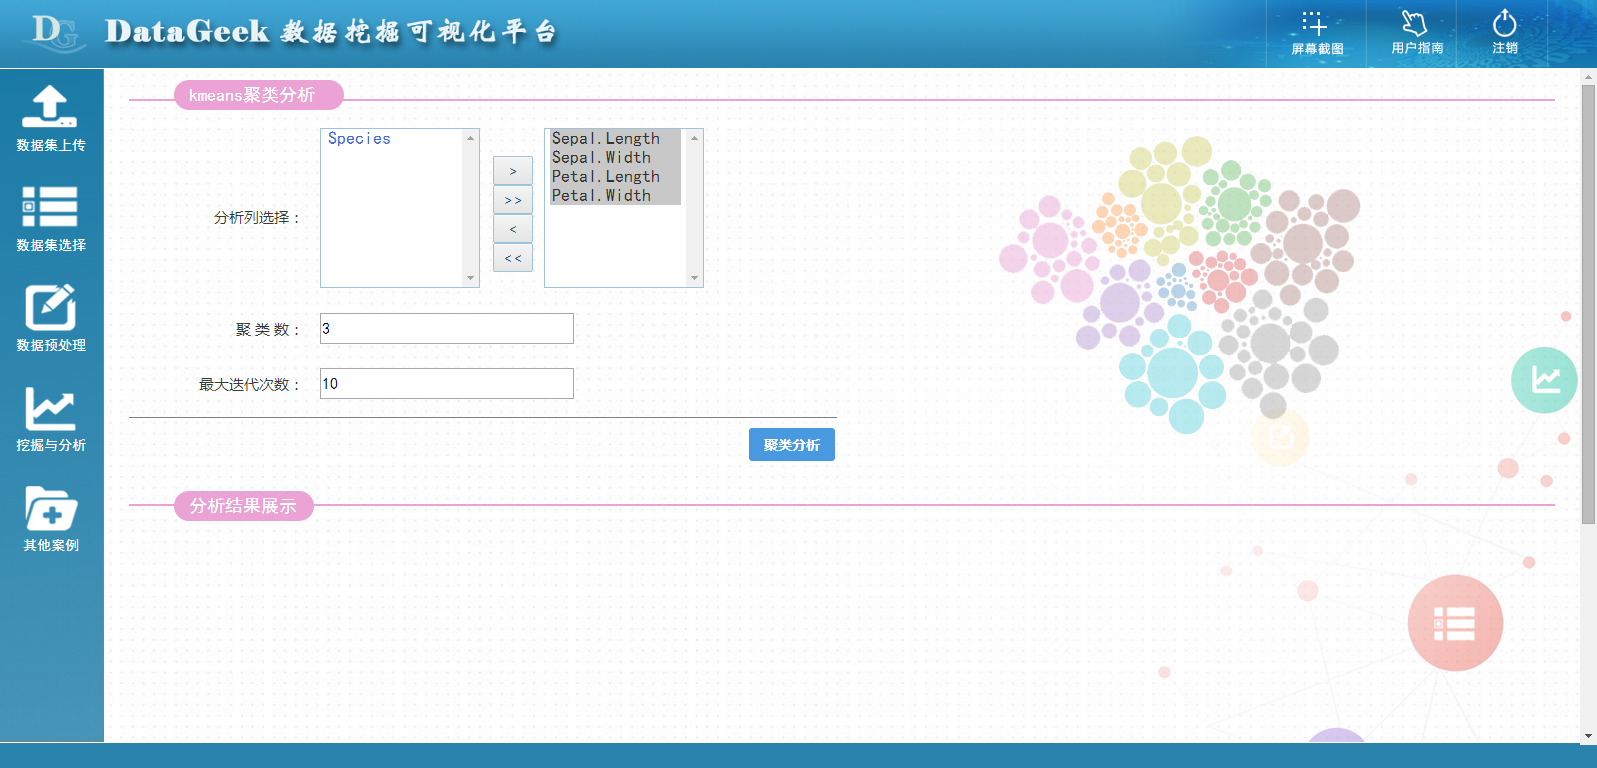 DG DataGeek 数据挖掘可视化平台
屏幕截图 用户指南 注销
数据集上传
数据集选择
数据预处理
挖掘与分析
其他案例
kmeans聚类分析
分析列选择：
Species
>
>>
<
<<
Sepal.Length
Sepal.Width
Petal.Length
Petal.Width
聚 类 数： 3
最大迭代次数： 10
聚类分析
分析结果展示